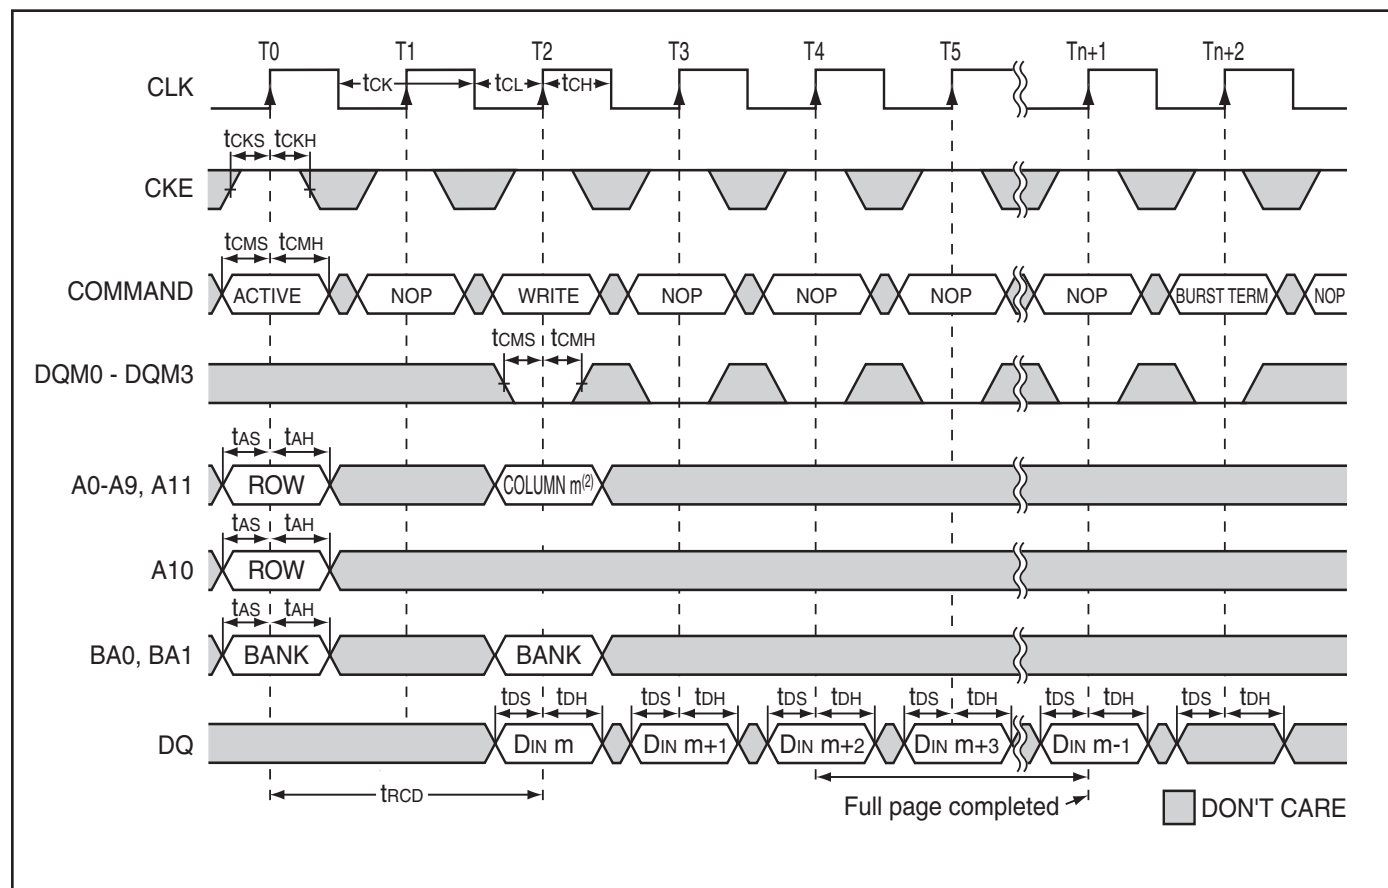 T0 T1 T2 T3 T4 T5 Tn+1 Tn+2
CLK tCK tCL tCH
tCKS tCKH
CKE
tCMS tCMH
COMMAND ACTIVE NOP WRITE NOP NOP NOP NOP BURST TERM NOP
tCMS tCMH
DQM0 - DQM3
tAS tAH
A0-A9, A11 ROW COLUMN m(2)
tAS tAH
A10 ROW
tAS tAH
BA0, BA1 BANK BANK
tDS tDH tDS tDH tDS tDH tDS tDH tDS tDH tDS tDH
DQ DIN m DIN m+1 DIN m+2 DIN m+3 DIN m-1
tRCD
Full page completed
DON'T CARE